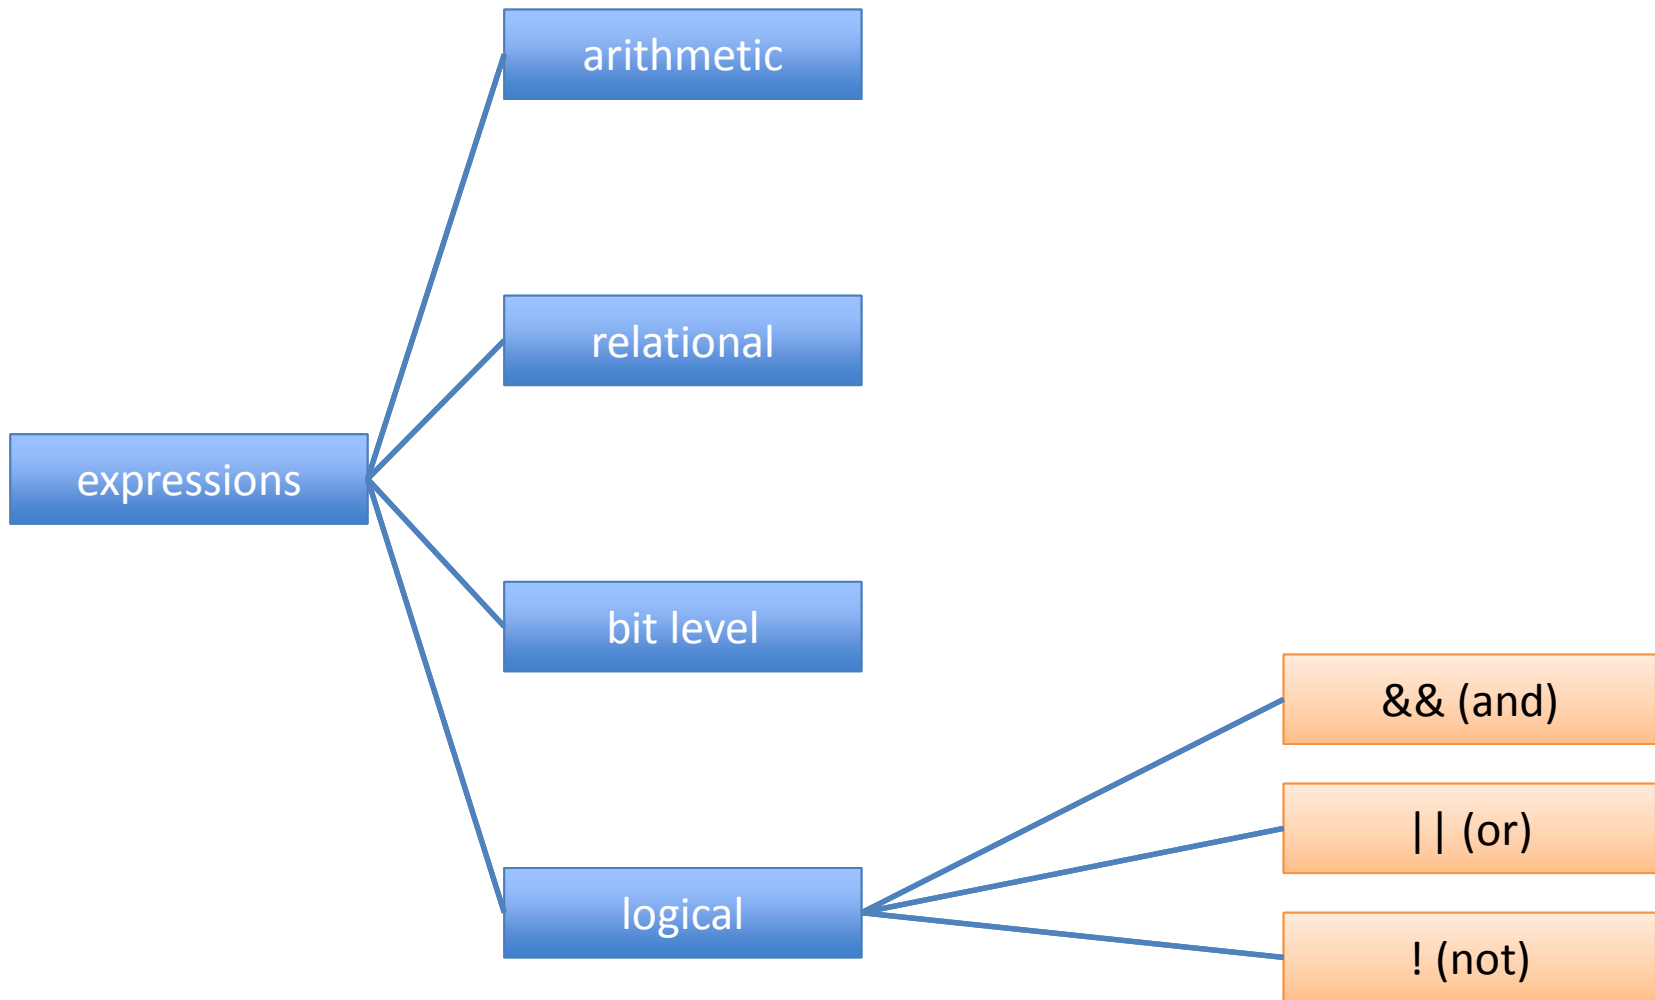 arithmetic
relational
expressions
bit level
&& (and)
|| (or)
logical
! (not)